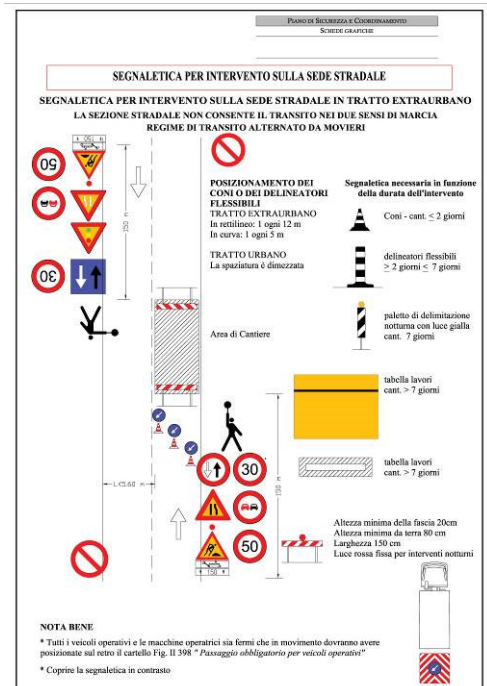 PIANO DI SICUREZZA E COORDINAMENTO
SCHEDE GRAFICHE
SEGNALETICA PER INTERVENTO SULLA SEDE STRADALE
SEGNALETICA PER INTERVENTO SULLA SEDE STRADALE IN TRATTO EXTRAURBANO
LA SEZIONE STRADALE NON CONSENTE IL TRANSITO NEI DUE SENSI DI MARCIA
REGIME DI TRANSITO ALTERNATO DA MOVIERI
150
50
150 M
30
POSIZIONAMENTO DEI
CONI O DEI DELINEATORI
FLESSIBILI
TRATTO EXTRAURBANO
In rettilineo: 1 ogni 12 m
In curva: 1 ogni 5 m
TRATTO URBANO
La spaziatura è dimezzata
Segnaletica necessaria in funzione
della durata dell'intervento
Coni - cant. ≤ 2 giorni
delineatori flessibili
≥ 2 giorni ≤ 7 giorni
paletto di delimitazione
notturna con luce gialla
cant. 7 giorni
Area di Cantiere
tabella lavori
cant. > 7 giorni
tabella lavori
cant. > 7 giorni
L<5.60 M
30
50
150
150 M
Altezza minima della fascia 20cm
Altezza minima da terra 80 cm
Larghezza 150 cm
Luce rossa fissa per interventi notturni
NOTA BENE
* Tutti i veicoli operativi e le macchine operatrici sia fermi che in movimento dovranno avere
posizionate sul retro il cartello Fig. II 398 " Passaggio obbligatorio per veicoli operativi"
* Coprire la segnaletica in contrasto